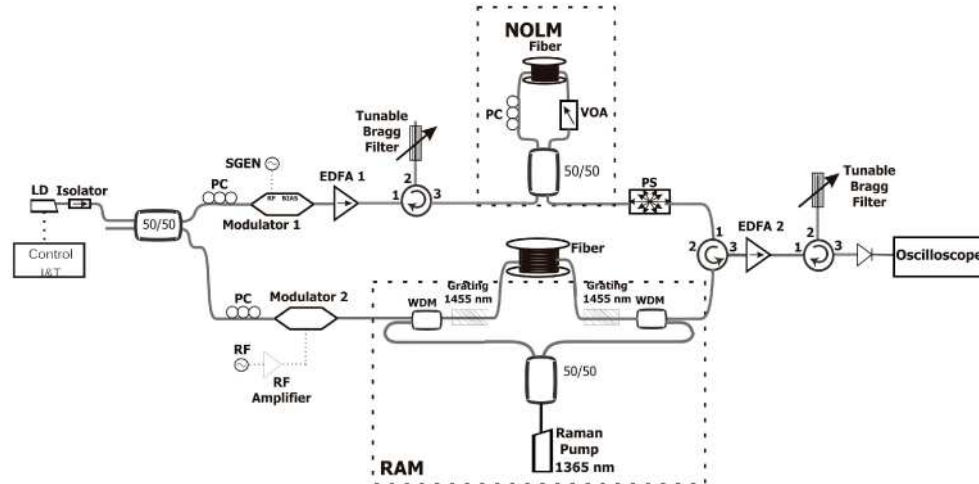 NOLM
Fiber
PC
VOA
50/50
Tunable
Bragg
Filter
2
1
3
SGEN
EDFA 1
PC
RF BIAS
Modulator 1
LD
Isolator
50/50
Control
I&T
PS
Tunable
Bragg
Filter
EDFA 2
1
2
3
2
1
3
Oscilloscope
Fiber
PC
Modulator 2
WDM
Grating
1455 nm
Grating
1455 nm
WDM
RF
RF
Amplifier
50/50
Raman
Pump
1365 nm
RAM